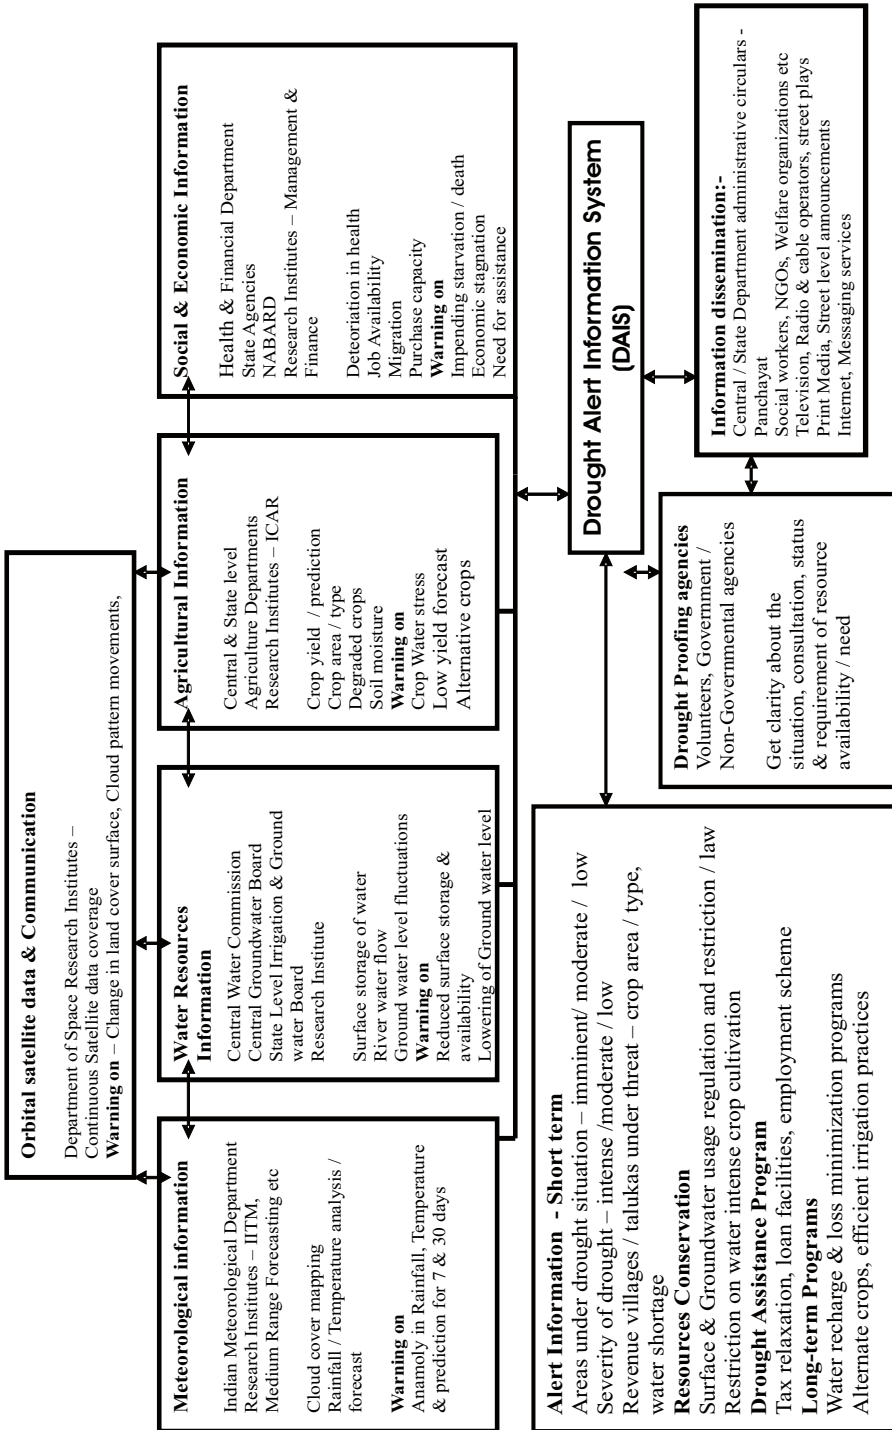 Orbital satellite data & Communication
Department of Space Research Institutes –
Continuous Satellite data coverage
Warning on – Change in land cover surface, Cloud pattern movements,
Meteorological information
Indian Meteorological Department
Research Institutes – IITM,
Medium Range Forecasting etc
Cloud cover mapping
Rainfall / Temperature analysis /
forecast
Warning on
Anamoly in Rainfall, Temperature
& prediction for 7 & 30 days
Water Resources
Information
Central Water Commission
Central Groundwater Board
State Level Irrigation & Ground
water Board
Research Institute
Surface storage of water
River water flow
Ground water level fluctuations
Warning on
Reduced surface storage &
availability
Lowering of Ground water level
Agricultural Information
Central & State level
Agriculture Departments
Research Institutes – ICAR
Crop yield / prediction
Crop area / type
Degraded crops
Soil moisture
Warning on
Crop Water stress
Low yield forecast
Alternative crops
Social & Economic Information
Health & Financial Department
State Agencies
NABARD
Research Institutes – Management &
Finance
Deteoriation in health
Job Availability
Migration
Purchase capacity
Warning on
Impending starvation / death
Economic stagnation
Need for assistance
Drought Alert Information System
(DAIS)
Alert Information - Short term
Areas under drought situation – imminent/ moderate / low
Severity of drought – intense /moderate / low
Revenue villages / talukas under threat – crop area / type,
water shortage
Resources Conservation
Surface & Groundwater usage regulation and restriction / law
Restriction on water intense crop cultivation
Drought Assistance Program
Tax relaxation, loan facilities, employment scheme
Long-term Programs
Water recharge & loss minimization programs
Alternate crops, efficient irrigation practices
Drought Proofing agencies
Volunteers, Government /
Non-Governmental agencies
Get clarity about the
situation, consultation, status
& requirement of resource
availability / need
Information dissemination:-
Central / State Department administrative circulars -
Panchayat
Social workers, NGOs, Welfare organizations etc
Television, Radio & cable operators, street plays
Print Media, Street level announcements
Internet, Messaging services